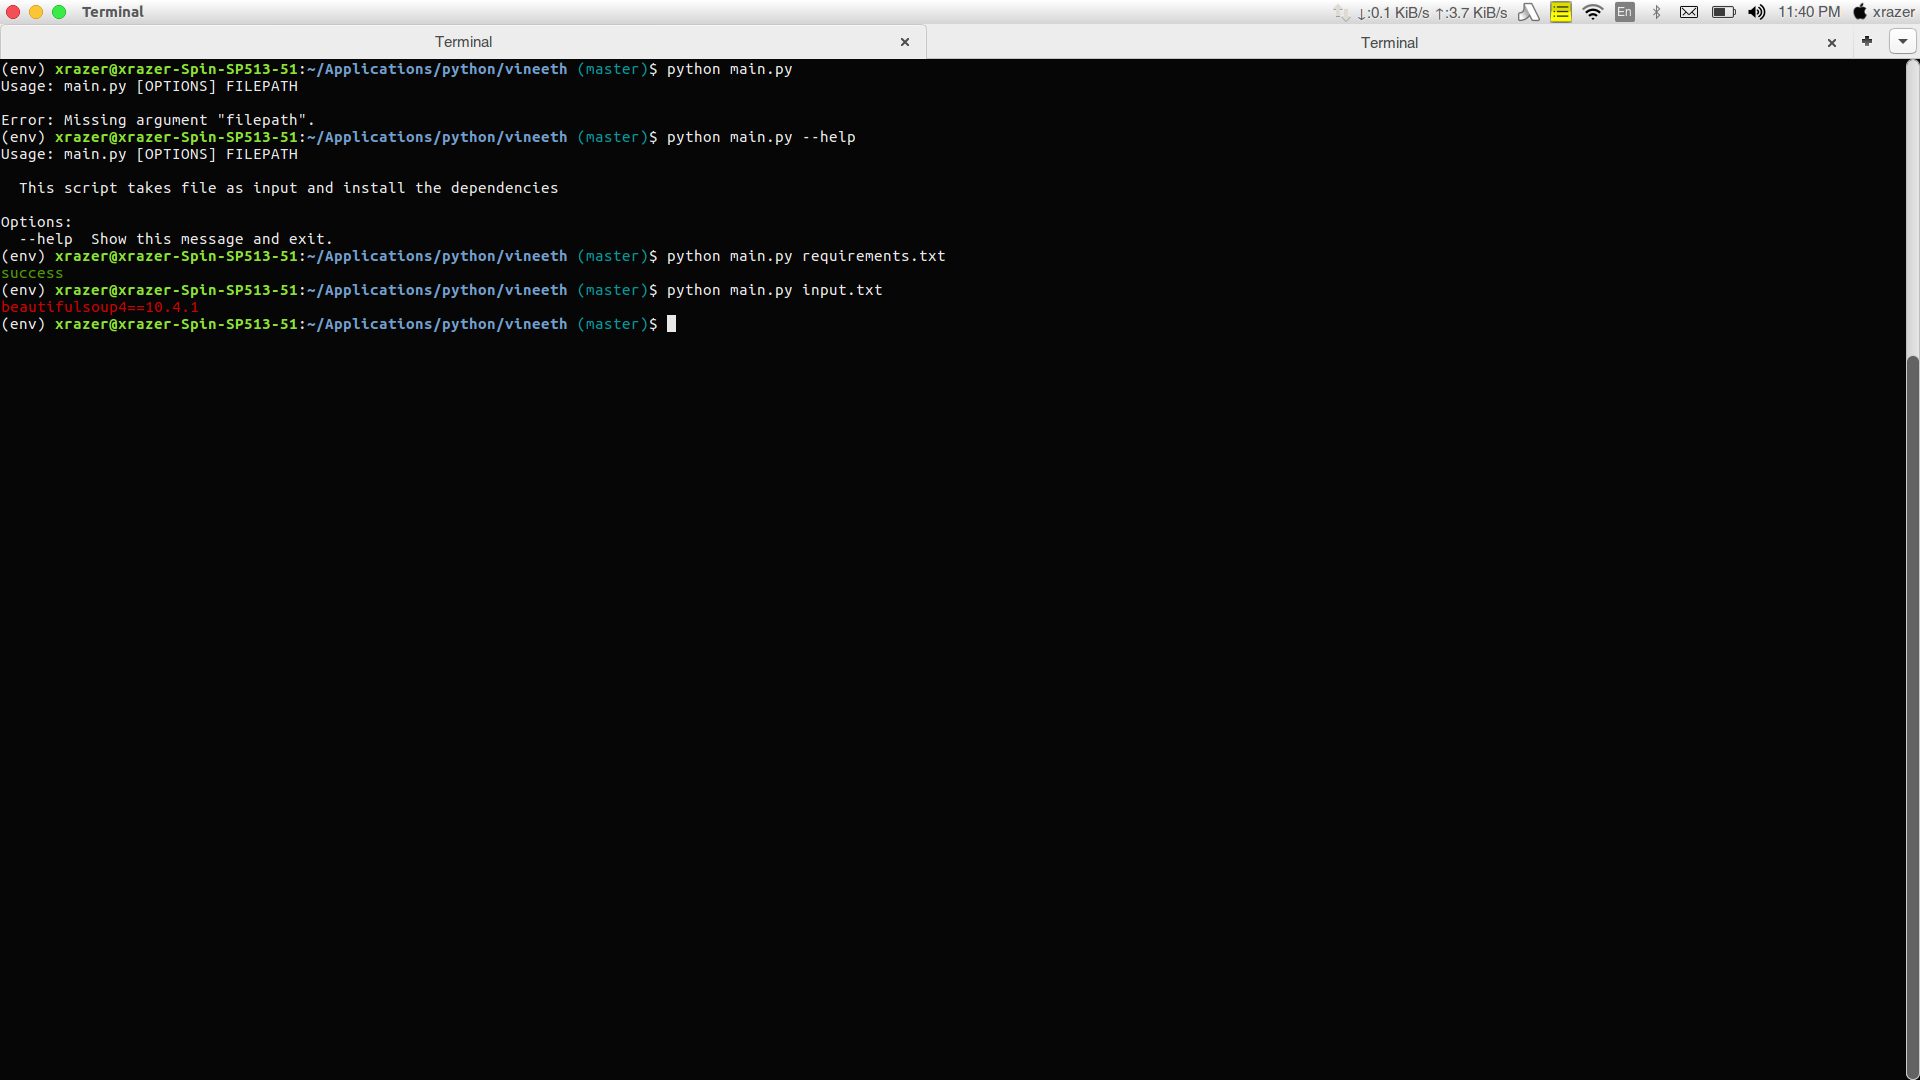 Terminal
↓:0.1 KiB/s ↑:3.7 KiB/s En 11:40 PM xrazer
Terminal
Terminal
(env) xrazer@xrazer-Spin-SP513-51:~/Applications/python/vineeth (master)$ python main.py
Usage: main.py [OPTIONS] FILEPATH
Error: Missing argument "filepath".
(env) xrazer@xrazer-Spin-SP513-51:~/Applications/python/vineeth (master)$ python main.py --help
Usage: main.py [OPTIONS] FILEPATH
This script takes file as input and install the dependencies
Options:
--help  Show this message and exit.
(env) xrazer@xrazer-Spin-SP513-51:~/Applications/python/vineeth (master)$ python main.py requirements.txt
success
(env) xrazer@xrazer-Spin-SP513-51:~/Applications/python/vineeth (master)$ python main.py input.txt
beautifulsoup4==10.4.1
(env) xrazer@xrazer-Spin-SP513-51:~/Applications/python/vineeth (master)$